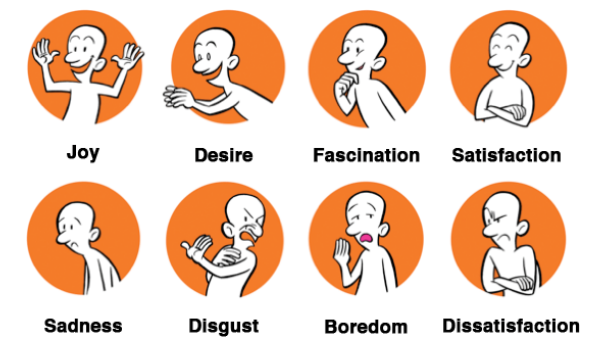 Joy Desire Fascination Satisfaction
Sadness Disgust Boredom Dissatisfaction